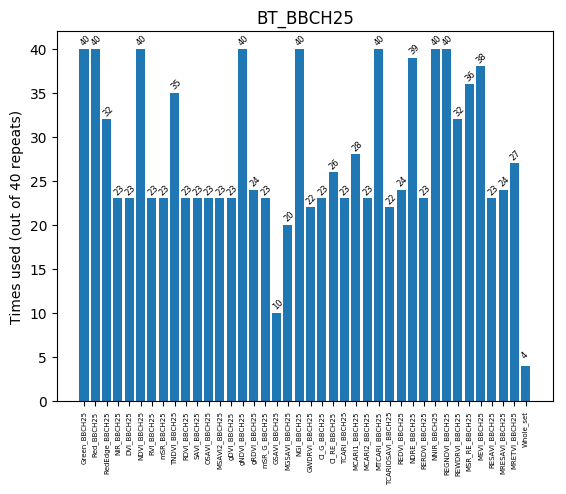 BT_BBCH25
Times used (out of 40 repeats)
40
35
30
25
20
15
10
5
0
40
40
32
23
23
40
23
23
35
23
23
23
23
23
40
24
23
10
20
40
22
23
26
23
28
23
40
22
24
39
23
40
40
32
36
38
23
24
27
4
Green_BBCH25
Red_BBCH25
RedEdge_BBCH25
NIR_BBCH25
DVI_BBCH25
NDVI_BBCH25
RVI_BBCH25
mSR_BBCH25
TNDVI_BBCH25
RDVI_BBCH25
SAVI_BBCH25
OSAVI_BBCH25
MSAVI2_BBCH25
gDVI_BBCH25
gNDVI_BBCH25
gRDVI_BBCH25
mSR_G_BBCH25
GSAVI_BBCH25
MGSAVI_BBCH25
NGI_BBCH25
GWDRVI_BBCH25
CI_G_BBCH25
CI_RE_BBCH25
TCARI_BBCH25
MCARI1_BBCH25
MCARI2_BBCH25
MTCARI_BBCH25
TCARIOSAVI_BBCH25
REDVI_BBCH25
NDRE_BBCH25
RERDVI_BBCH25
NNIR_BBCH25
REGNDVI_BBCH25
REWDRVI_BBCH25
MSR_RE_BBCH25
MEVI_BBCH25
RESAVI_BBCH25
MRESAVI_BBCH25
MRETVI_BBCH25
Whole_set